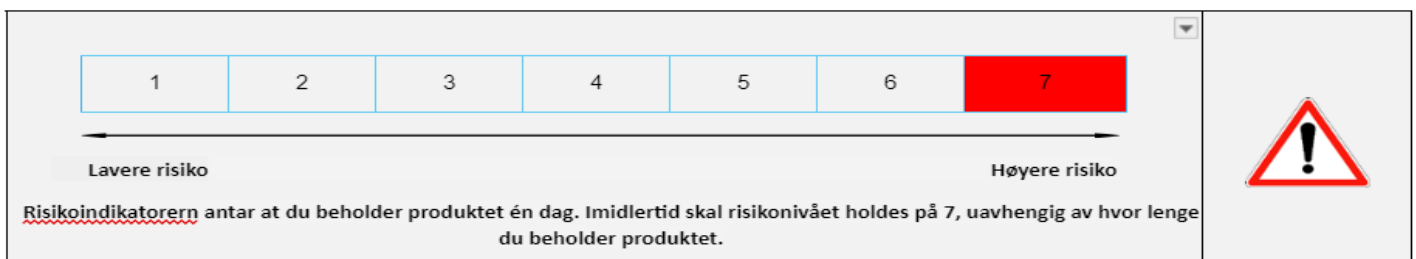 1 2 3 4 5 6 7
Lavere risiko Høyere risiko
Risikoindikatorern antar at du beholder produktet én dag. Imidlertid skal risikonivået holdes på 7, uavhengig av hvor lenge
du beholder produktet.